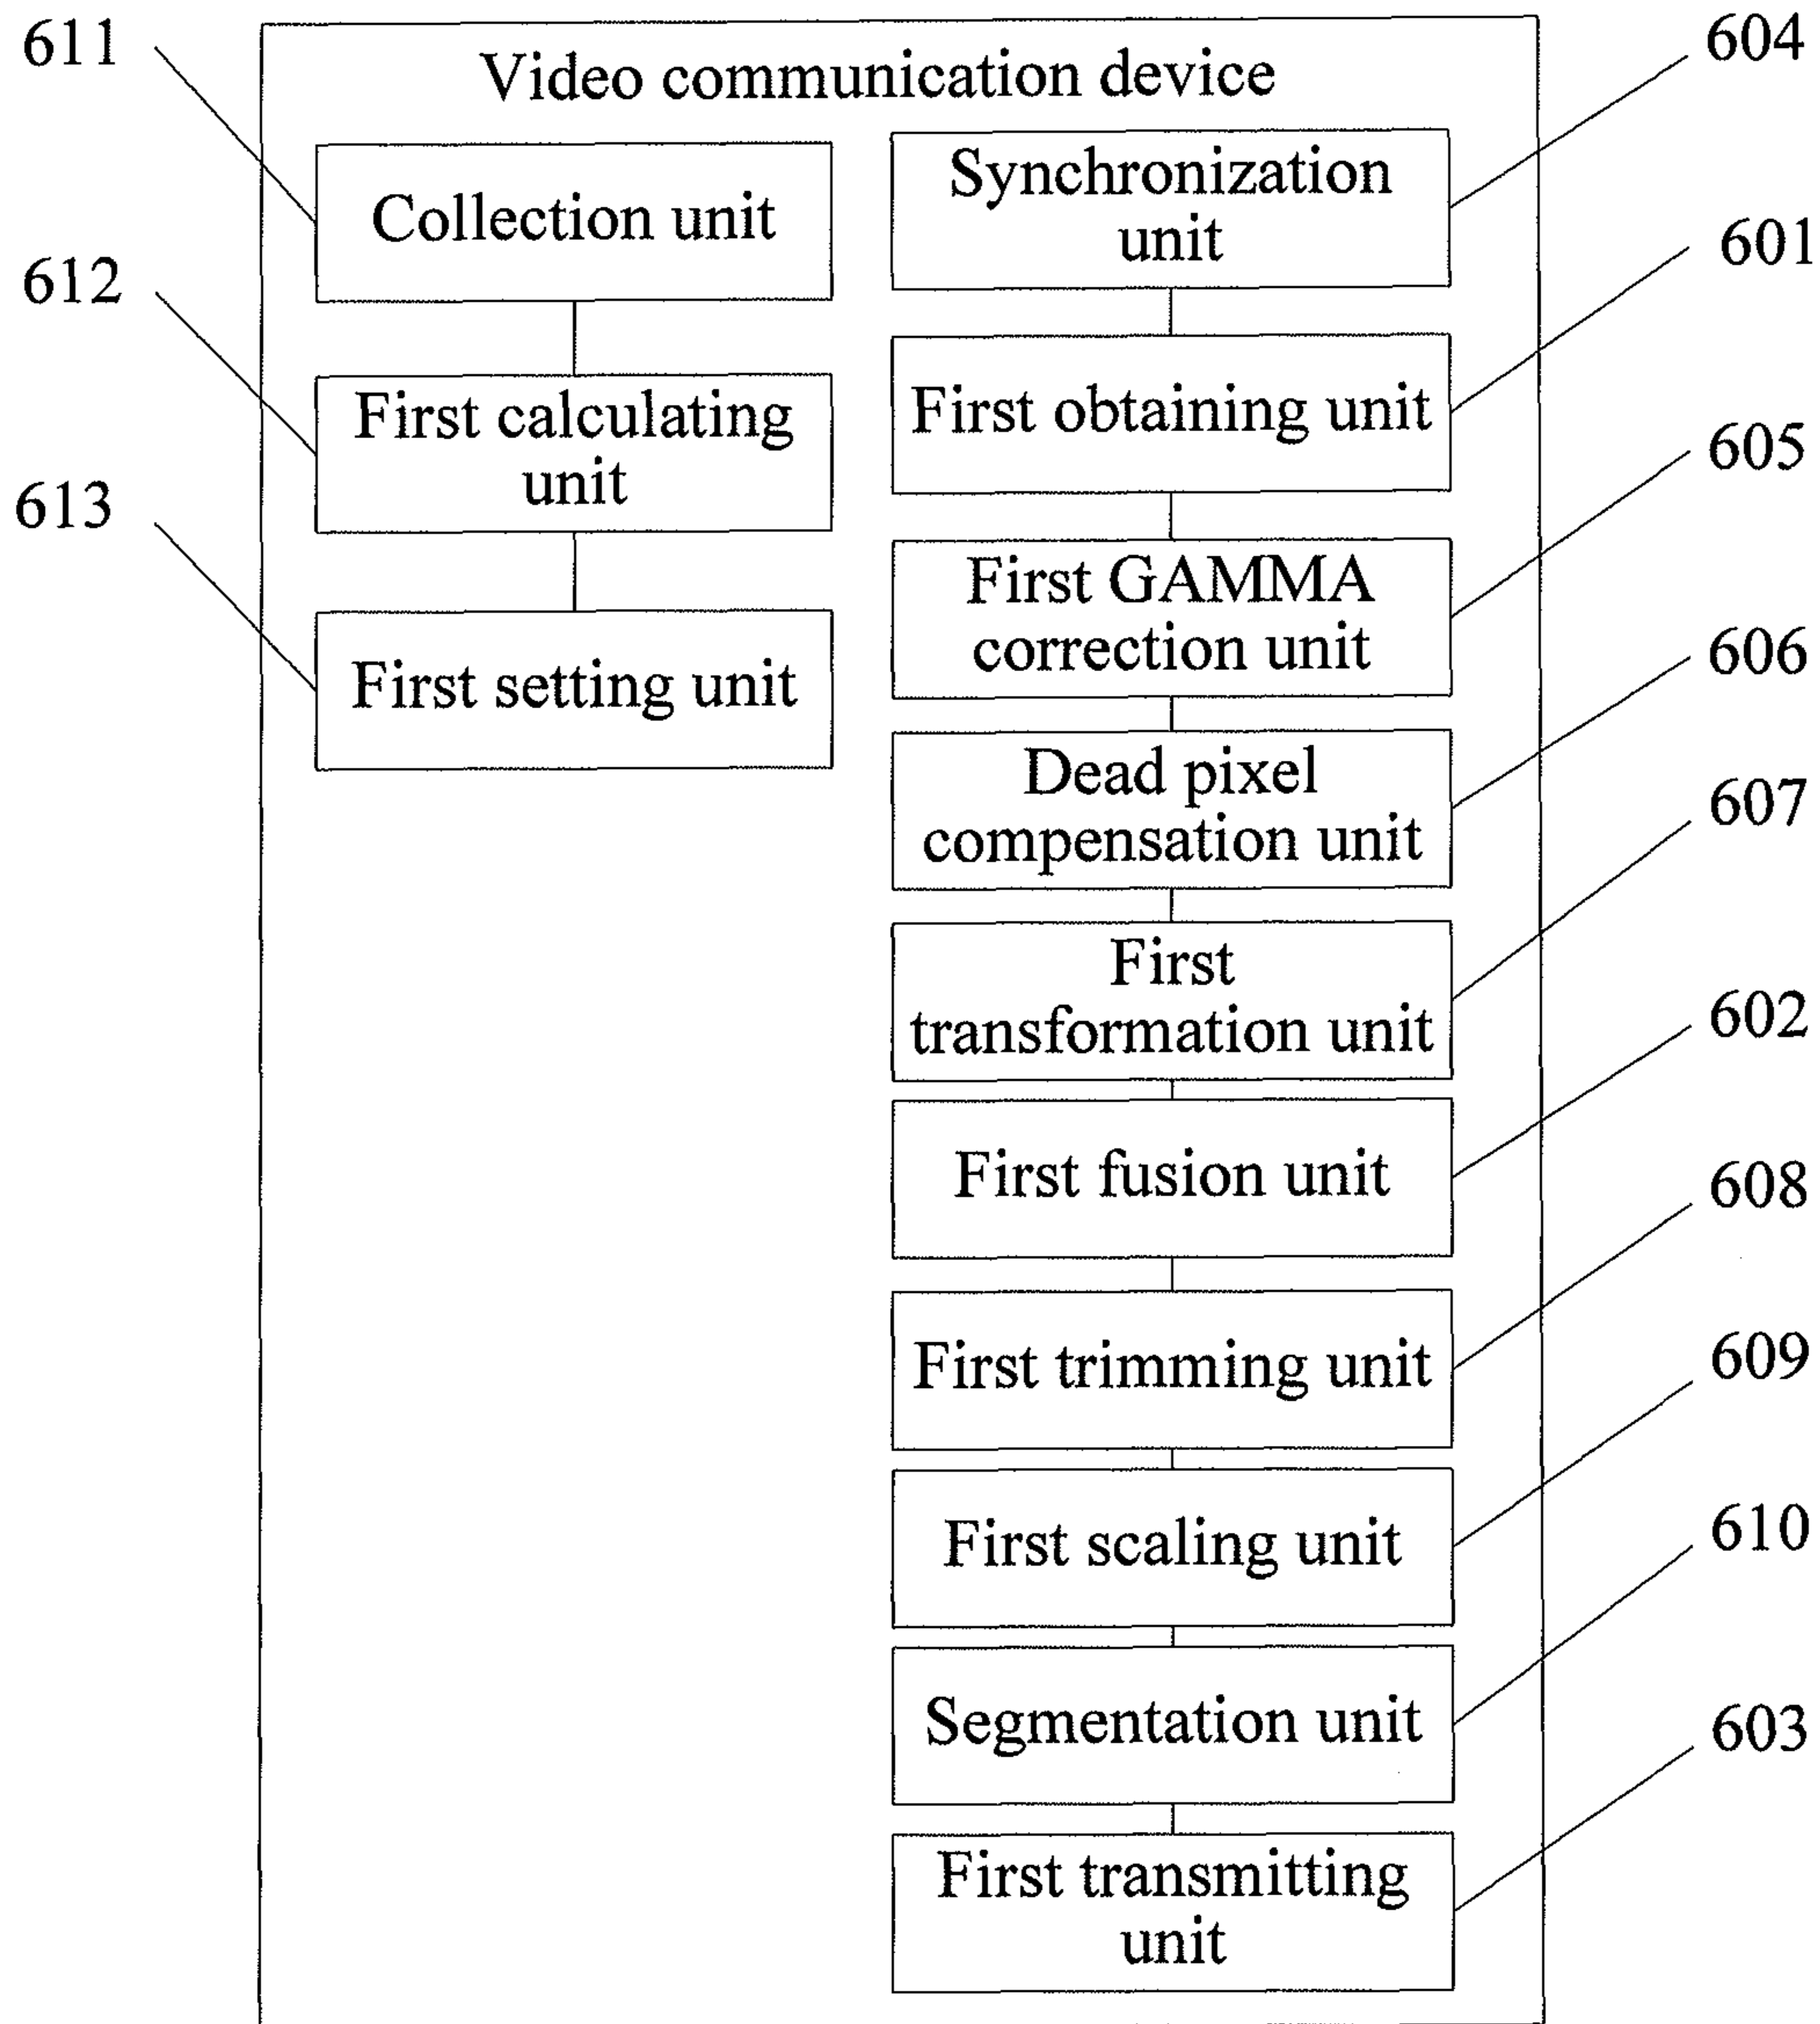 Video communication device
611
Collection unit
612
First calculating
unit
613
First setting unit
604
Synchronization
unit
601
First obtaining unit
605
First GAMMA
correction unit
606
Dead pixel
compensation unit
607
First
transformation unit
602
First fusion unit
608
First trimming unit
609
First scaling unit
610
Segmentation unit
603
First transmitting
unit